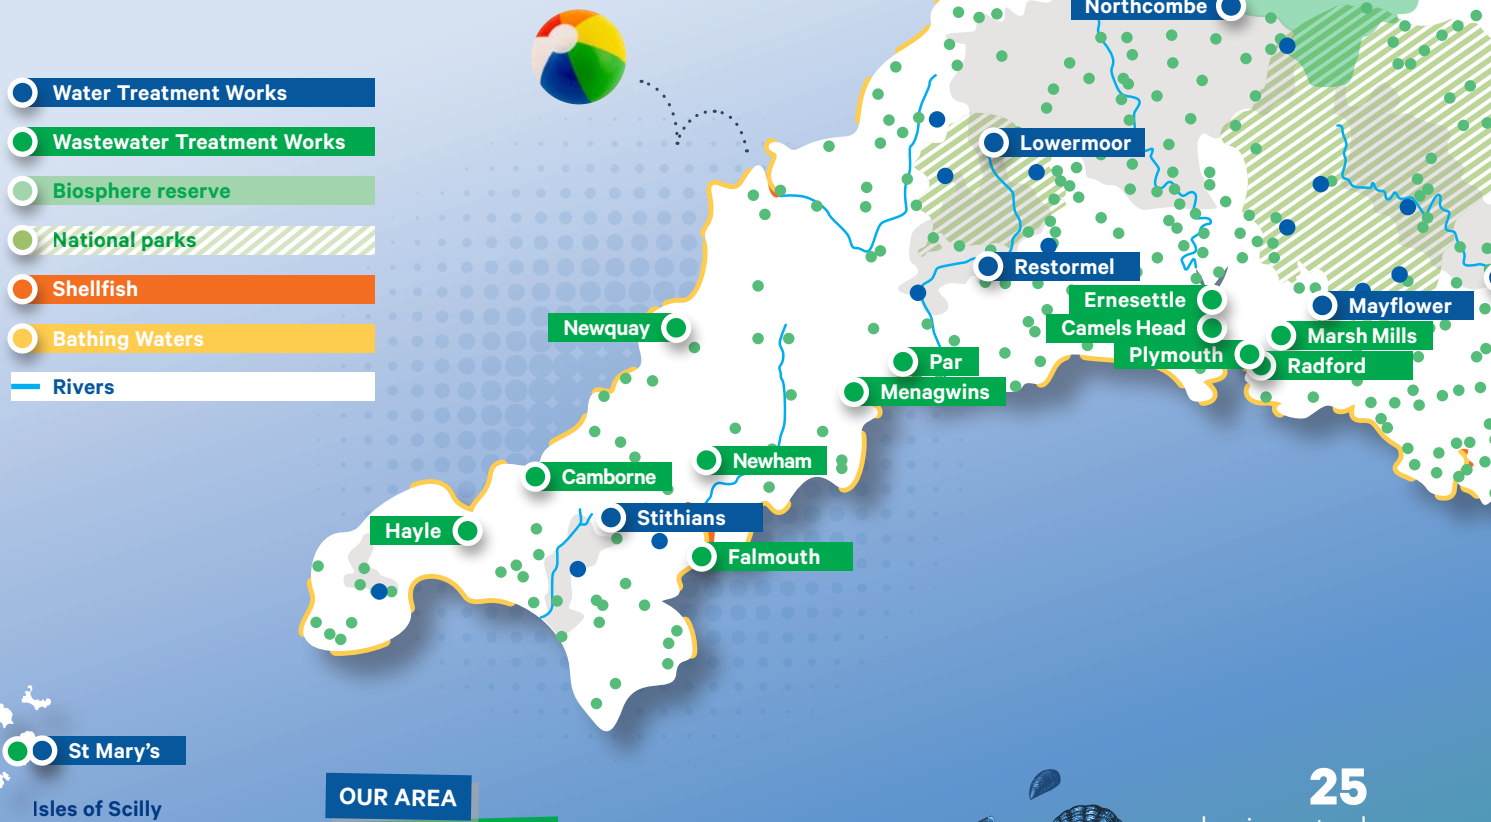 Northcombe
Water Treatment Works
Wastewater Treatment Works
Biosphere reserve
National parks
Shellfish
Bathing Waters
Rivers
Lowermoor
Restormel
Ernesettle
Mayflower
Newquay
Camels Head
Marsh Mills
Plymouth
Par
Radford
Menagwins
Newham
Camborne
Stithians
Hayle
Falmouth
St Mary's
Isles of Scilly
OUR AREA
25